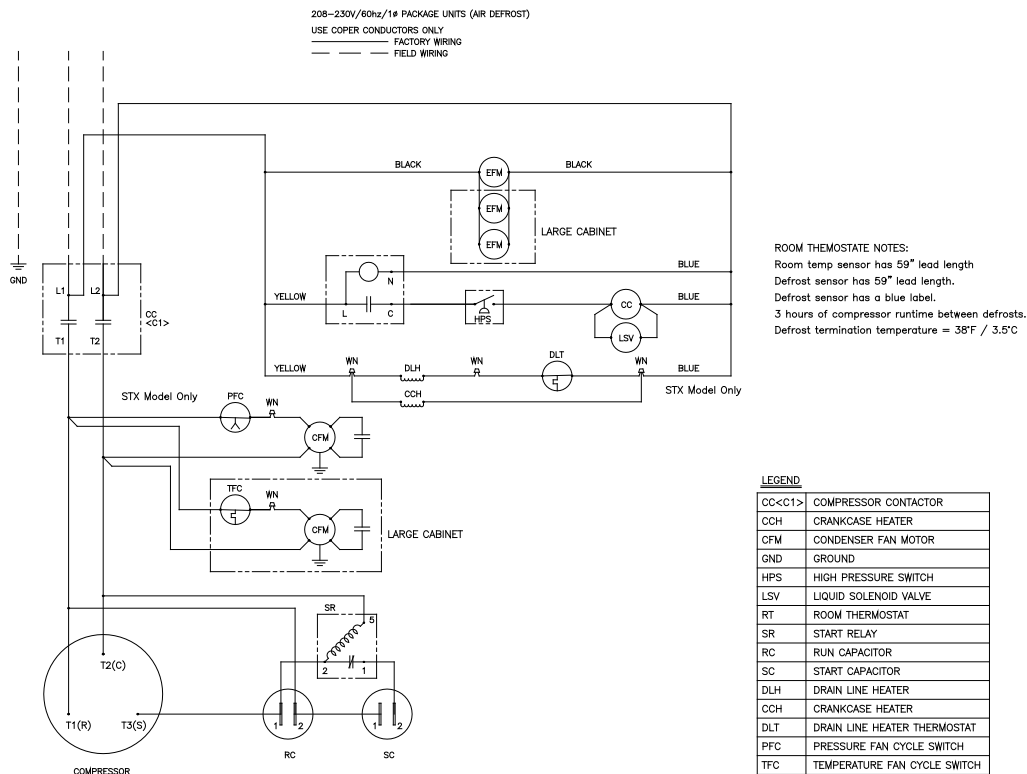 208–230V/60hz/1ø PACKAGE UNITS (AIR DEFROST)
USE COPER CONDUCTORS ONLY
FACTORY WIRING
FIELD WIRING
BLACK EFM BLACK
EFM
EFM
LARGE CABINET
GND
L1 L2
CC
<C1>
T1 T2
N BLUE
YELLOW L C HPS CC BLUE
LSV
YELLOW WN DLH WN DLT WN BLUE
CCH
STX Model Only
STX Model Only PFC WN
CFM
TFC WN
CFM
LARGE CABINET
SR 5
2 1
T2(C)
T1(R) T3(S)
1 2
1 2
RC SC
COMPRESSOR
ROOM THEMOSTATE NOTES:
Room temp sensor has 59" lead length
Defrost sensor has 59" lead length.
Defrost sensor has a blue label.
3 hours of compressor runtime between defrosts.
Defrost termination temperature = 38°F / 3.5°C
LEGEND
CC<C1> COMPRESSOR CONTACTOR
CCH CRANKCASE HEATER
CFM CONDENSER FAN MOTOR
GND GROUND
HPS HIGH PRESSURE SWITCH
LSV LIQUID SOLENOID VALVE
RT ROOM THERMOSTAT
SR START RELAY
RC RUN CAPACITOR
SC START CAPACITOR
DLH DRAIN LINE HEATER
CCH CRANKCASE HEATER
DLT DRAIN LINE HEATER THERMOSTAT
PFC PRESSURE FAN CYCLE SWITCH
TFC TEMPERATURE FAN CYCLE SWITCH